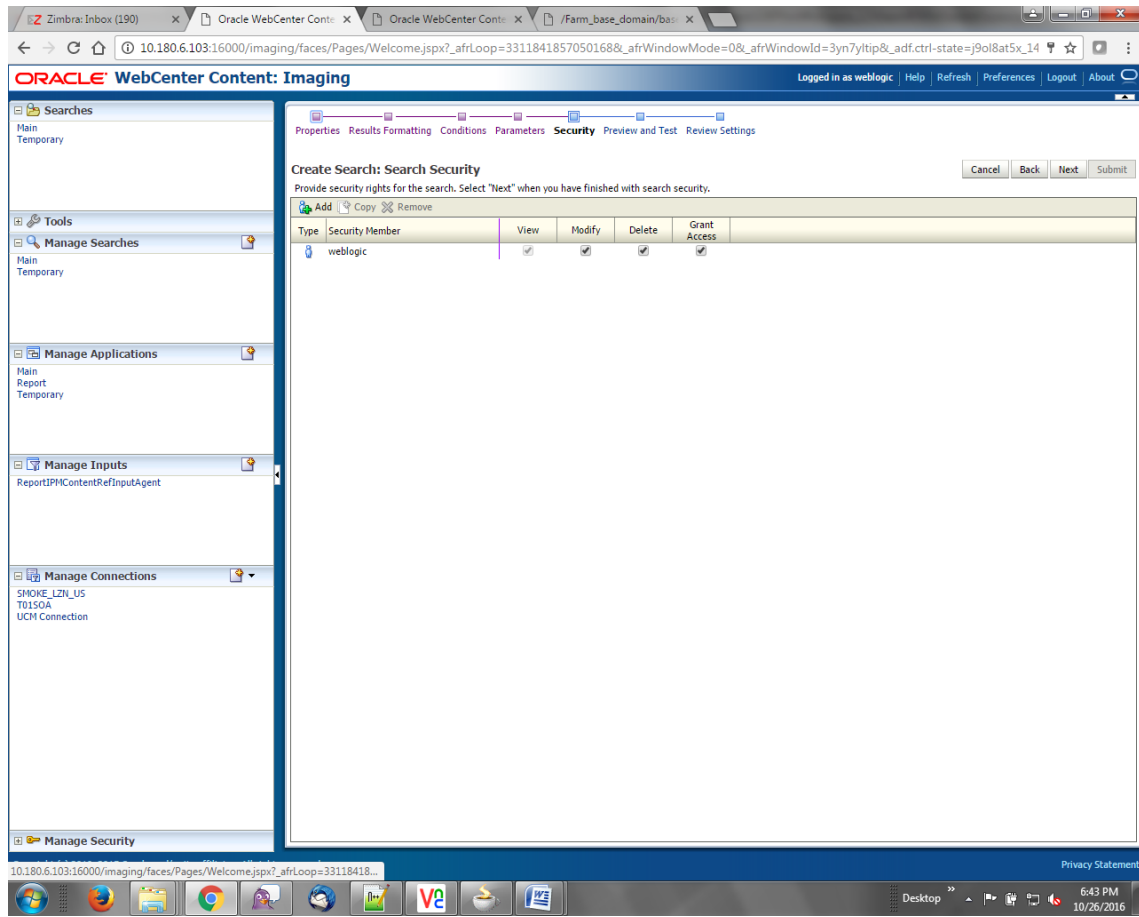 Zimbra: Inbox (190)
Oracle WebCenter Conte
Oracle WebCenter Conte
/Farm_base_domain/bas
10.180.6.103:16000/imaging/faces/Pages/Welcome.jspx?_afrLoop=3311841857050168&_afrWindowMode=0&_afrWindowId=3yn7yltip&_adf.ctrl-state=j9ol8at5x_14
ORACLE WebCenter Content: Imaging
Logged in as weblogic Help Refresh Preferences Logout About
Searches
Main
Temporary
Tools
Manage Searches
Main
Temporary
Manage Applications
Main
Report
Temporary
Manage Inputs
ReportIPMContentRefInputAgent
Manage Connections
SMOKE_LZN_US
T01SOA
UCM Connection
Manage Security
Properties Results Formatting Conditions Parameters Security Preview and Test Review Settings
Create Search: Search Security
Cancel Back Next Submit
Provide security rights for the search. Select "Next" when you have finished with search security.
Add Copy Remove
Type Security Member View Modify Delete Grant Access
weblogic
Privacy Statement
10.180.6.103:16000/imaging/faces/Pages/Welcome.jspx?_afrLoop=33118418...
Desktop
6:43 PM
10/26/2016